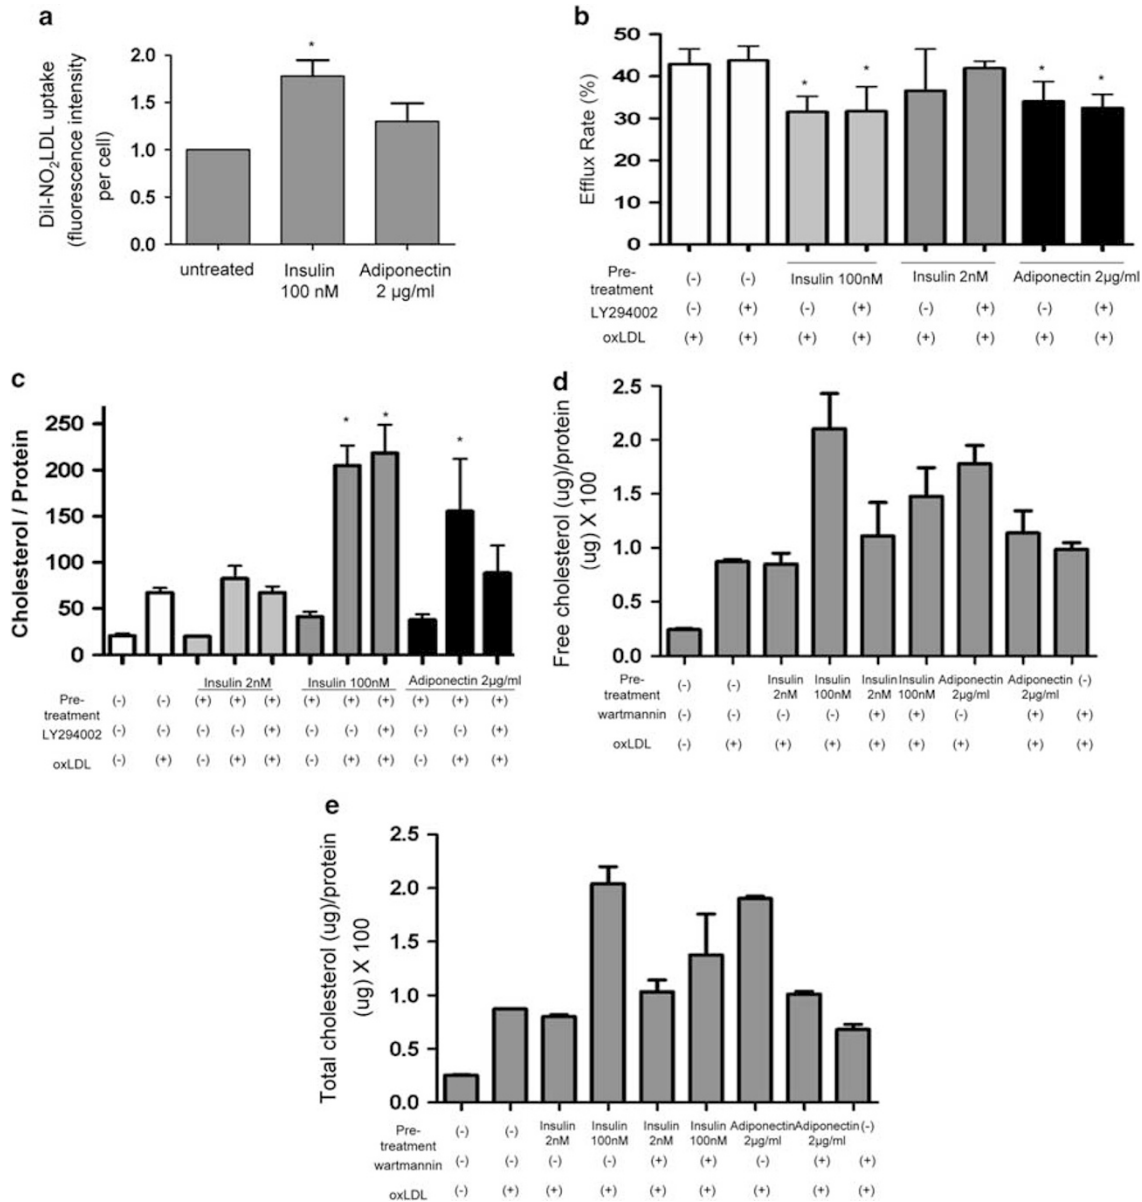 a
DiI-NO2LDL uptake
(fluorescence intensity
per cell)
2.0
1.5
1.0
0.5
0.0
*
untreated
Insulin
100 nM
Adiponectin
2 µg/ml
b
Efflux Rate (%)
50
40
30
20
10
0
* * * *
Pre-
treatment
(-) (-) Insulin 100nM Insulin 2nM Adiponectin 2µg/ml
LY294002 (-) (+) (-) (+) (-) (+) (-) (+)
oxLDL (+) (+) (+) (+) (+) (+) (+) (+)
c
Cholesterol / Protein
250
200
150
100
50
0
* * *
Insulin 2nM Insulin 100nM Adiponectin 2µg/ml
Pre-
treatment
(-) (-) (+) (+) (+) (+) (+) (+) (+) (+) (+)
LY294002 (-) (-) (-) (-) (+) (-) (-) (+) (-) (-) (+)
oxLDL (-) (+) (-) (+) (+) (-) (+) (+) (-) (+) (+)
d
Free cholesterol (ug)/protein
(ug) X 100
2.5
2.0
1.5
1.0
0.5
0.0
Pre-
treatment
(-) (-) Insulin Insulin Insulin Insulin Adiponectin Adiponectin (-)
2nM 100nM 2nM 100nM 2µg/ml 2µg/ml
wartmannin (-) (-) (-) (-) (+) (+) (-) (+) (+)
oxLDL (-) (+) (+) (+) (+) (+) (+) (+) (+)
e
Total cholesterol (ug)/protein
(ug) X 100
2.5
2.0
1.5
1.0
0.5
0.0
Pre-
treatment
(-) (-) Insulin Insulin Insulin Insulin Adiponectin Adiponectin (-)
2nM 100nM 2nM 100nM 2µg/ml 2µg/ml
wartmannin (-) (-) (-) (-) (+) (+) (-) (+) (+)
oxLDL (-) (+) (+) (+) (+) (+) (+) (+) (+)